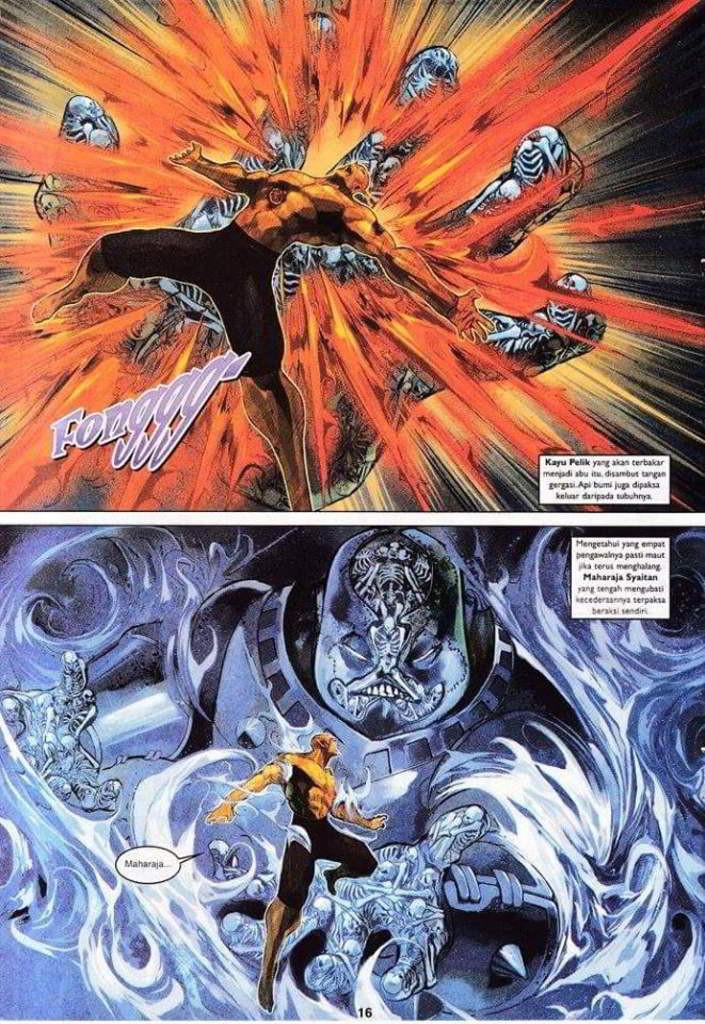 Fonggg-
Kayu Pelik yang akan terbakar
menjadi abu itu, disambus tangan
gergasi.Api bumi juga dipaksa
keluar daripada tubuhnya.
Mengetahui yang empat
pengawalnya pasti maut
jika terus menghalang.
Maharaja Syaitan
yang tengah mengubati
kecederaannya terpaksa
beraksi sendiri.
Maharaja...
16